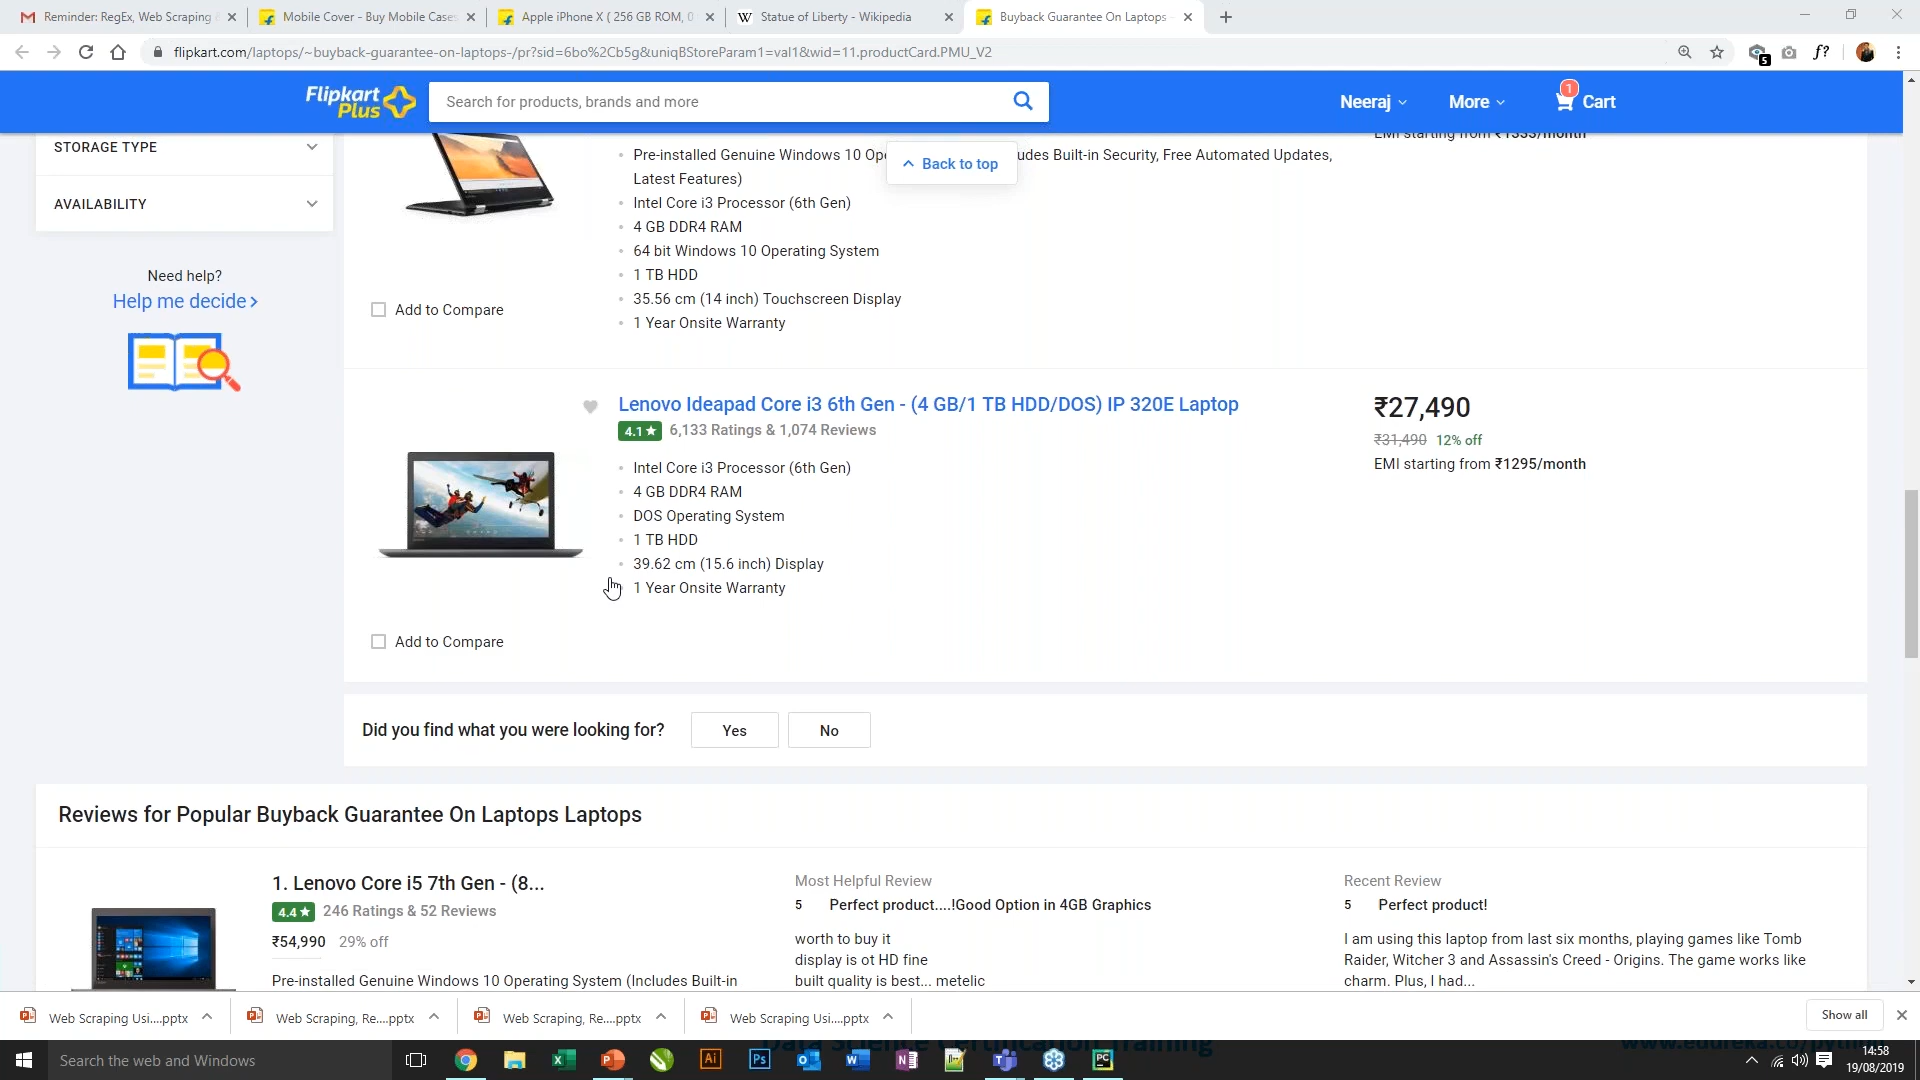 Reminder: RegEx, Web Scraping
Mobile Cover - Buy Mobile Cases
Apple iPhone X ( 256 GB ROM, 0
Statue of Liberty - Wikipedia
Buyback Guarantee On Laptops
flipkart.com/laptops/~buyback-guarantee-on-laptops-/pr?sid=6bo%2Cb5g&uniqBStoreParam1=val1&wid=11.productCard.PMU_V2
5
f?
Flipkart
Plus
Search for products, brands and more
Neeraj
More
1
Cart
STORAGE TYPE
AVAILABILITY
Need help?
Help me decide
EMI starting from ₹1333/month
Back to top
Pre-installed Genuine Windows 10 Ope udes Built-in Security, Free Automated Updates,
Latest Features)
Intel Core i3 Processor (6th Gen)
4 GB DDR4 RAM
64 bit Windows 10 Operating System
1 TB HDD
35.56 cm (14 inch) Touchscreen Display
1 Year Onsite Warranty
Add to Compare
Lenovo Ideapad Core i3 6th Gen - (4 GB/1 TB HDD/DOS) IP 320E Laptop
4.1★ 6,133 Ratings & 1,074 Reviews
Intel Core i3 Processor (6th Gen)
4 GB DDR4 RAM
DOS Operating System
1 TB HDD
39.62 cm (15.6 inch) Display
1 Year Onsite Warranty
₹27,490
₹31,490 12% off
EMI starting from ₹1295/month
Add to Compare
Did you find what you were looking for?
Yes
No
Reviews for Popular Buyback Guarantee On Laptops Laptops
1. Lenovo Core i5 7th Gen - (8...
4.4★ 246 Ratings & 52 Reviews
₹54,990 29% off
Pre-installed Genuine Windows 10 Operating System (Includes Built-in
Most Helpful Review
5 Perfect product....!Good Option in 4GB Graphics
worth to buy it
display is ot HD fine
built quality is best... metelic
Recent Review
5 Perfect product!
I am using this laptop from last six months, playing games like Tomb
Raider, Witcher 3 and Assassin's Creed - Origins. The game works like
charm. Plus, I had...
Web Scraping Usi....pptx
Web Scraping, Re....pptx
Web Scraping, Re....pptx
Web Scraping Usi....pptx
Show all
Search the web and Windows
14:58
19/08/2019